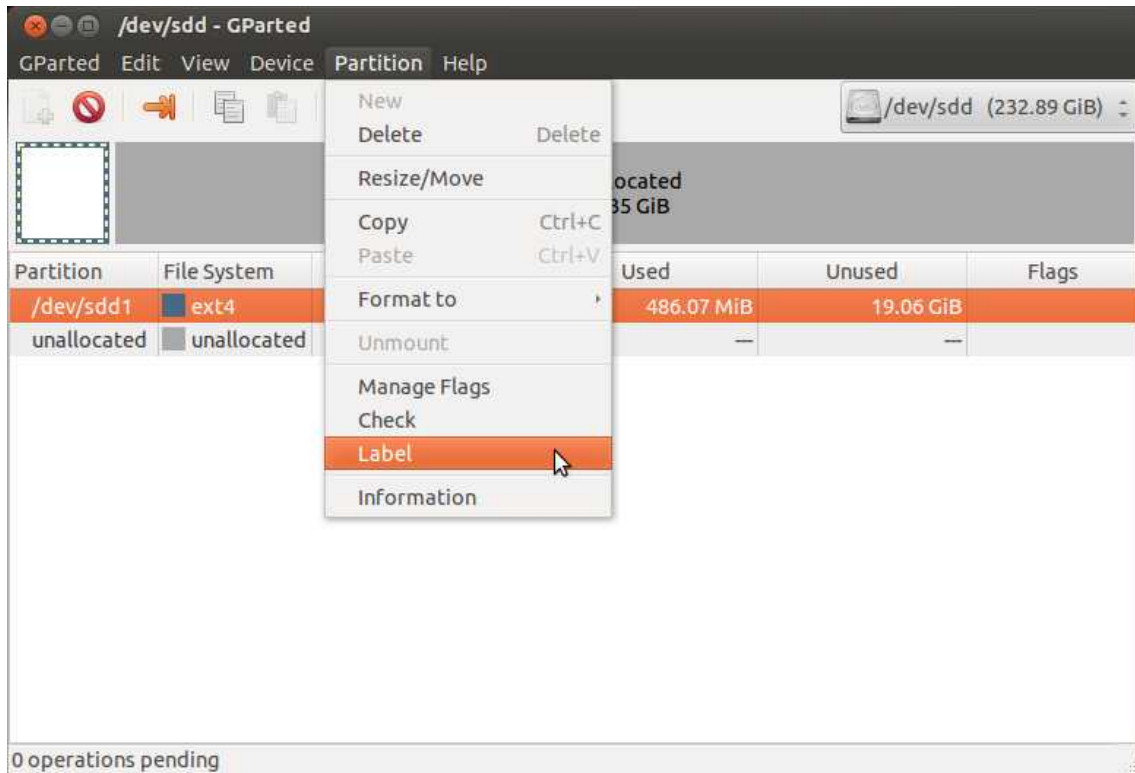 /dev/sdd - GParted
GParted Edit View Device Partition Help
/dev/sdd (232.89 GiB)
New
Delete Delete
Resize/Move
Copy Ctrl+C
Paste Ctrl+V
Format to
Unmount
Manage Flags
Check
Label
Information
ocated
35 GiB
Partition File System Used Unused Flags
/dev/sdd1 ext4 486.07 MiB 19.06 GiB
unallocated unallocated --- ---
0 operations pending